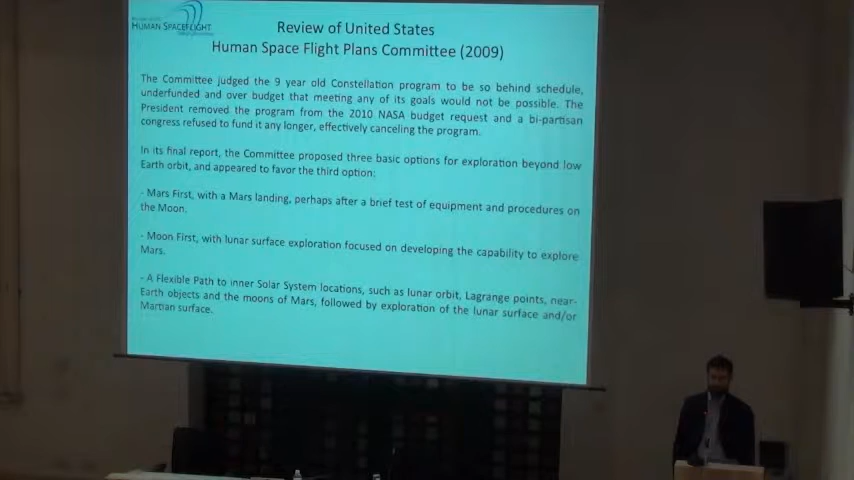 HUMAN SPACEFLIGHT
Review of United States
Human Space Flight Plans Committee (2009)
The Committee judged the 9 year old Constellation program to be so behind schedule,
underfunded and over budget that meeting any of its goals would not be possible. The
President removed the program from the 2010 NASA budget request and a bi-partisan
congress refused to fund it any longer, effectively canceling the program.
In its final report, the Committee proposed three basic options for exploration beyond low
Earth orbit, and appeared to favor the third option:
- Mars First, with a Mars landing, perhaps after a brief test of equipment and procedures on
the Moon.
- Moon First, with lunar surface exploration focused on developing the capability to explore
Mars.
- A Flexible Path to inner Solar System locations, such as lunar orbit, Lagrange points, near-
Earth objects and the moons of Mars, followed by exploration of the lunar surface and/or
Martian surface.